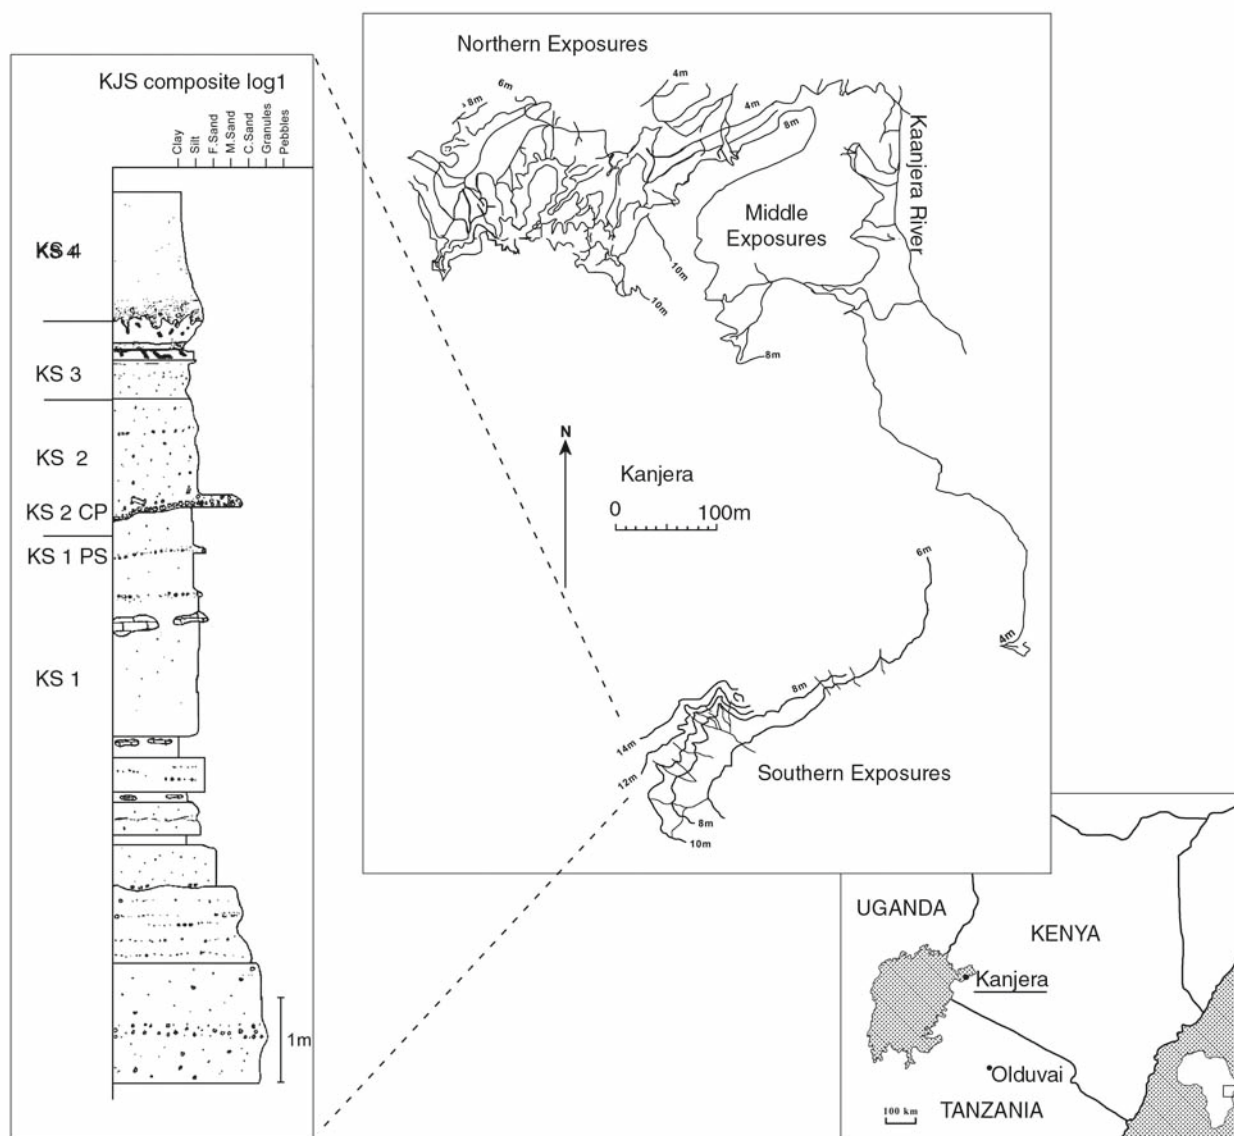 KJS composite log1
Clay
Silt
F.Sand
M.Sand
C.Sand
Granules
Pebbles
KS 4
KS 3
KS 2
KS 2 CP
KS 1 PS
KS 1
1m
Northern Exposures
6m
8m
4m
4m
8m
Kaanjera River
Middle
Exposures
10m
10m
8m
N
Kanjera
0 100m
6m
4m
8m
14m
12m
Southern Exposures
8m
10m
UGANDA
KENYA
Kanjera
Olduvai
100 km
TANZANIA